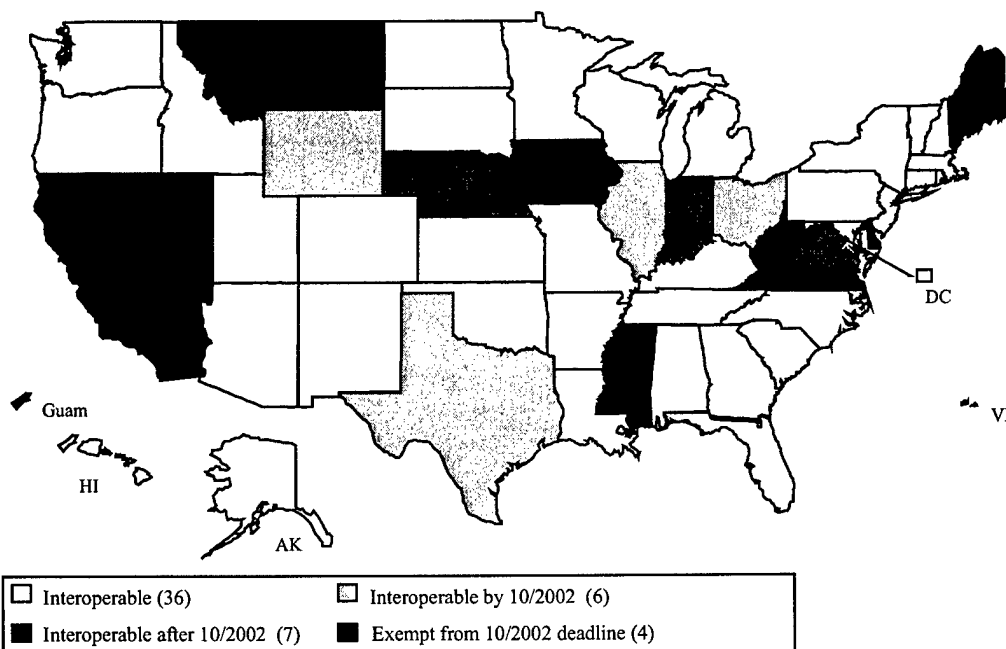 DC
Guam
HI
AK
Interoperable (36)
Interoperable by 10/2002 (6)
Interoperable after 10/2002 (7)
Exempt from 10/2002 deadline (4)